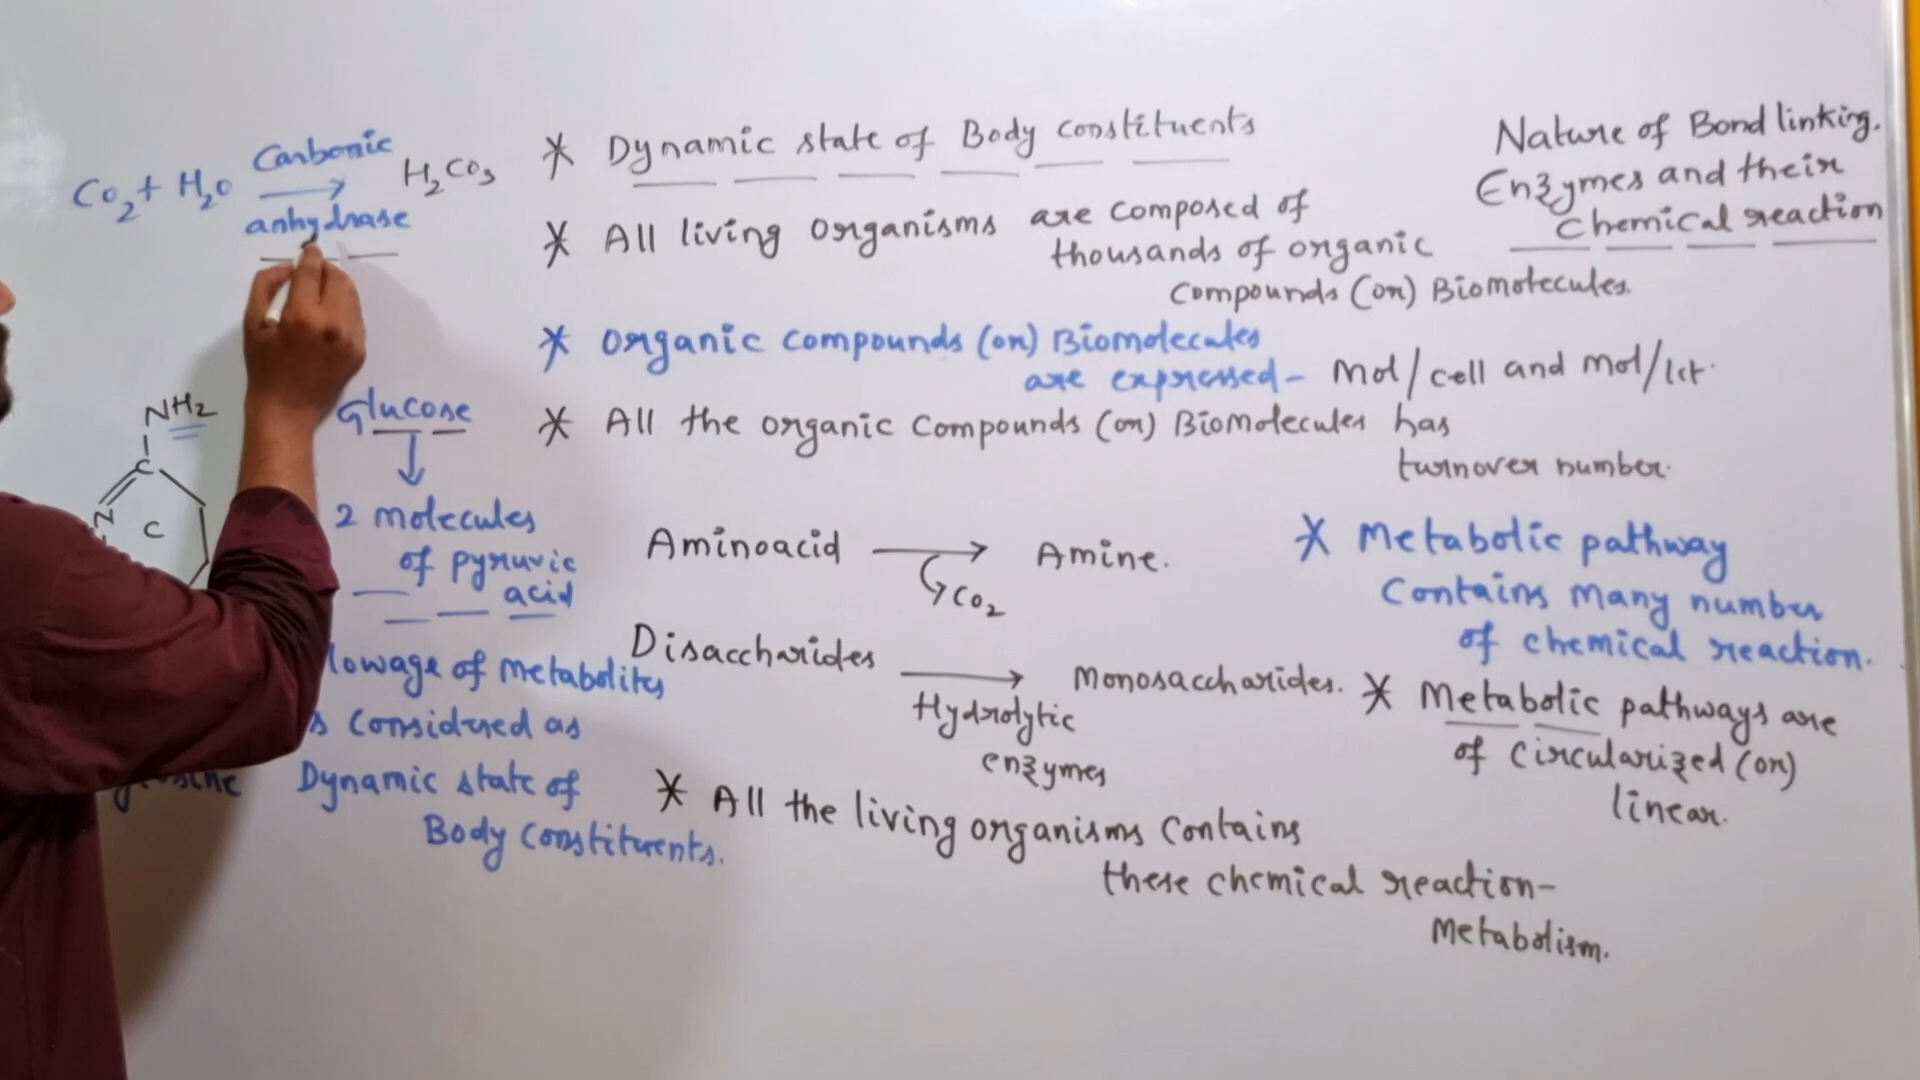 Carbonic
CO2 + H2O → H2CO3
anhydrase
NH2
C
N
C
Glucose
↓
2 molecules
of pyruvic
acid
lowage of metabolites
s considered as
Dynamic state of
Body constituents.
* Dynamic state of Body constituents
* All living organisms are composed of
thousands of organic
compounds (or) Biomolecules.
* Organic compounds (or) Biomolecules
are expressed - Mol/cell and mol/lit.
* All the organic compounds (or) Biomolecules has
turnover number.
Aminoacid → Amine.
CO2
Disaccharides → Monosaccharides.
Hydrolytic
enzymes
* All the living organisms contains
these chemical reaction-
Metabolism.
Nature of Bond linking.
Enzymes and their
chemical reaction
* Metabolic pathway
contains many number
of chemical reaction.
* Metabolic pathways are
of circularized (or)
linear.